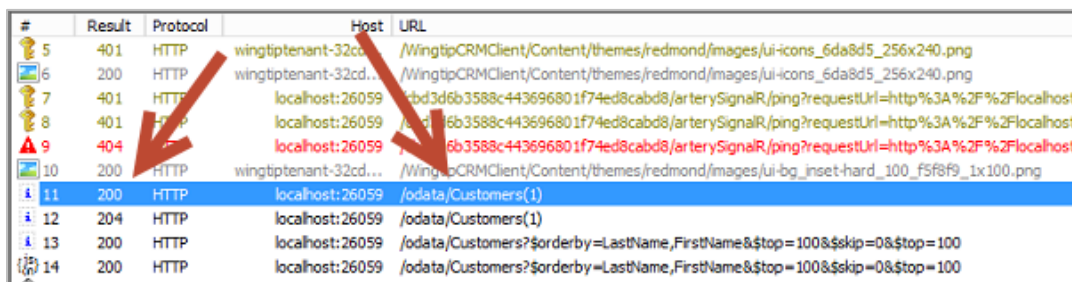 # Result Protocol Host URL
5 401 HTTP wingtiptenant-32cd... /WingtipCRMClient/Content/themes/redmond/images/ui-icons_6da8d5_256x240.png
6 200 HTTP wingtiptenant-32cd... /WingtipCRMClient/Content/themes/redmond/images/ui-icons_6da8d5_256x240.png
7 401 HTTP localhost:26059 /cbd3d6b3588c443696801f74ed8cabd8/arterySignalR/ping?requestUrl=http%3A%2F%2Flocalhost
8 401 HTTP localhost:26059 /cbd3d6b3588c443696801f74ed8cabd8/arterySignalR/ping?requestUrl=http%3A%2F%2Flocalhost
9 404 HTTP localhost:26059 6b3588c443696801f74ed8cabd8/arterySignalR/ping?requestUrl=http%3A%2F%2Flocalhost
10 200 HTTP wingtiptenant-32cd... /WingtipCRMClient/Content/themes/redmond/images/ui-bg_inset-hard_100_f5f8f9_1x100.png
11 200 HTTP localhost:26059 /odata/Customers(1)
12 204 HTTP localhost:26059 /odata/Customers(1)
13 200 HTTP localhost:26059 /odata/Customers?$orderby=LastName,FirstName&$top=100&$skip=0&$top=100
14 200 HTTP localhost:26059 /odata/Customers?$orderby=LastName,FirstName&$top=100&$skip=0&$top=100